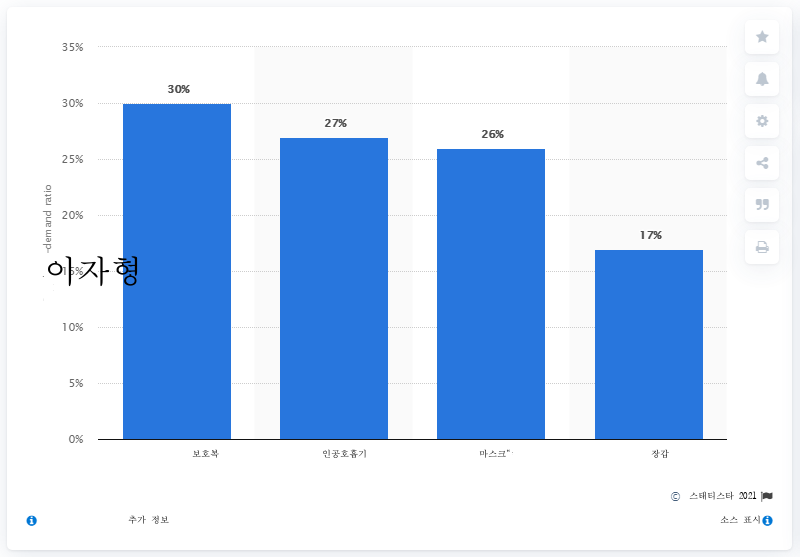 35%
30%
30%
27%
26%
25%
20%
17%
-demand ratio
이자형
15%
10%
5%
0%
보호복 인공호흡기 마스크" 장갑
© 스태티스타 2021
추가 정보 소스 표시